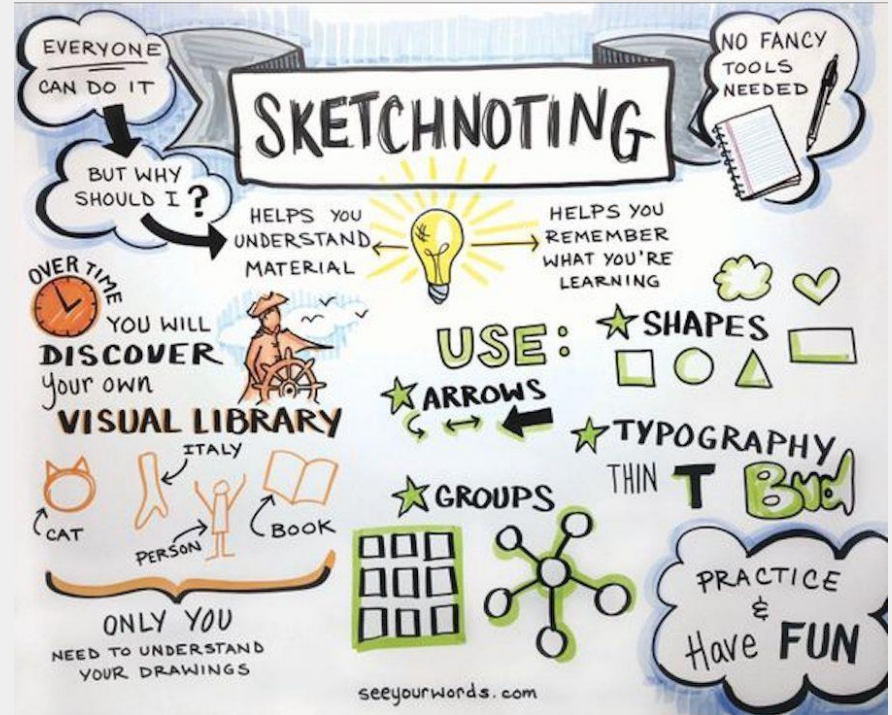 EVERYONE
CAN DO IT
BUT WHY
SHOULD I ?
SKETCHNOTING
NO FANCY
TOOLS
NEEDED
HELPS YOU
UNDERSTAND
MATERIAL
HELPS YOU
REMEMBER
WHAT YOU'RE
LEARNING
OVER TIME
YOU WILL
DISCOVER
your own
VISUAL LIBRARY
CAT
ITALY
PERSON
BOOK
ONLY YOU
NEED TO UNDERSTAND
YOUR DRAWINGS
USE:
SHAPES
ARROWS
TYPOGRAPHY
THIN T
GROUPS
PRACTICE
&
Have FUN
seeyourwords.com